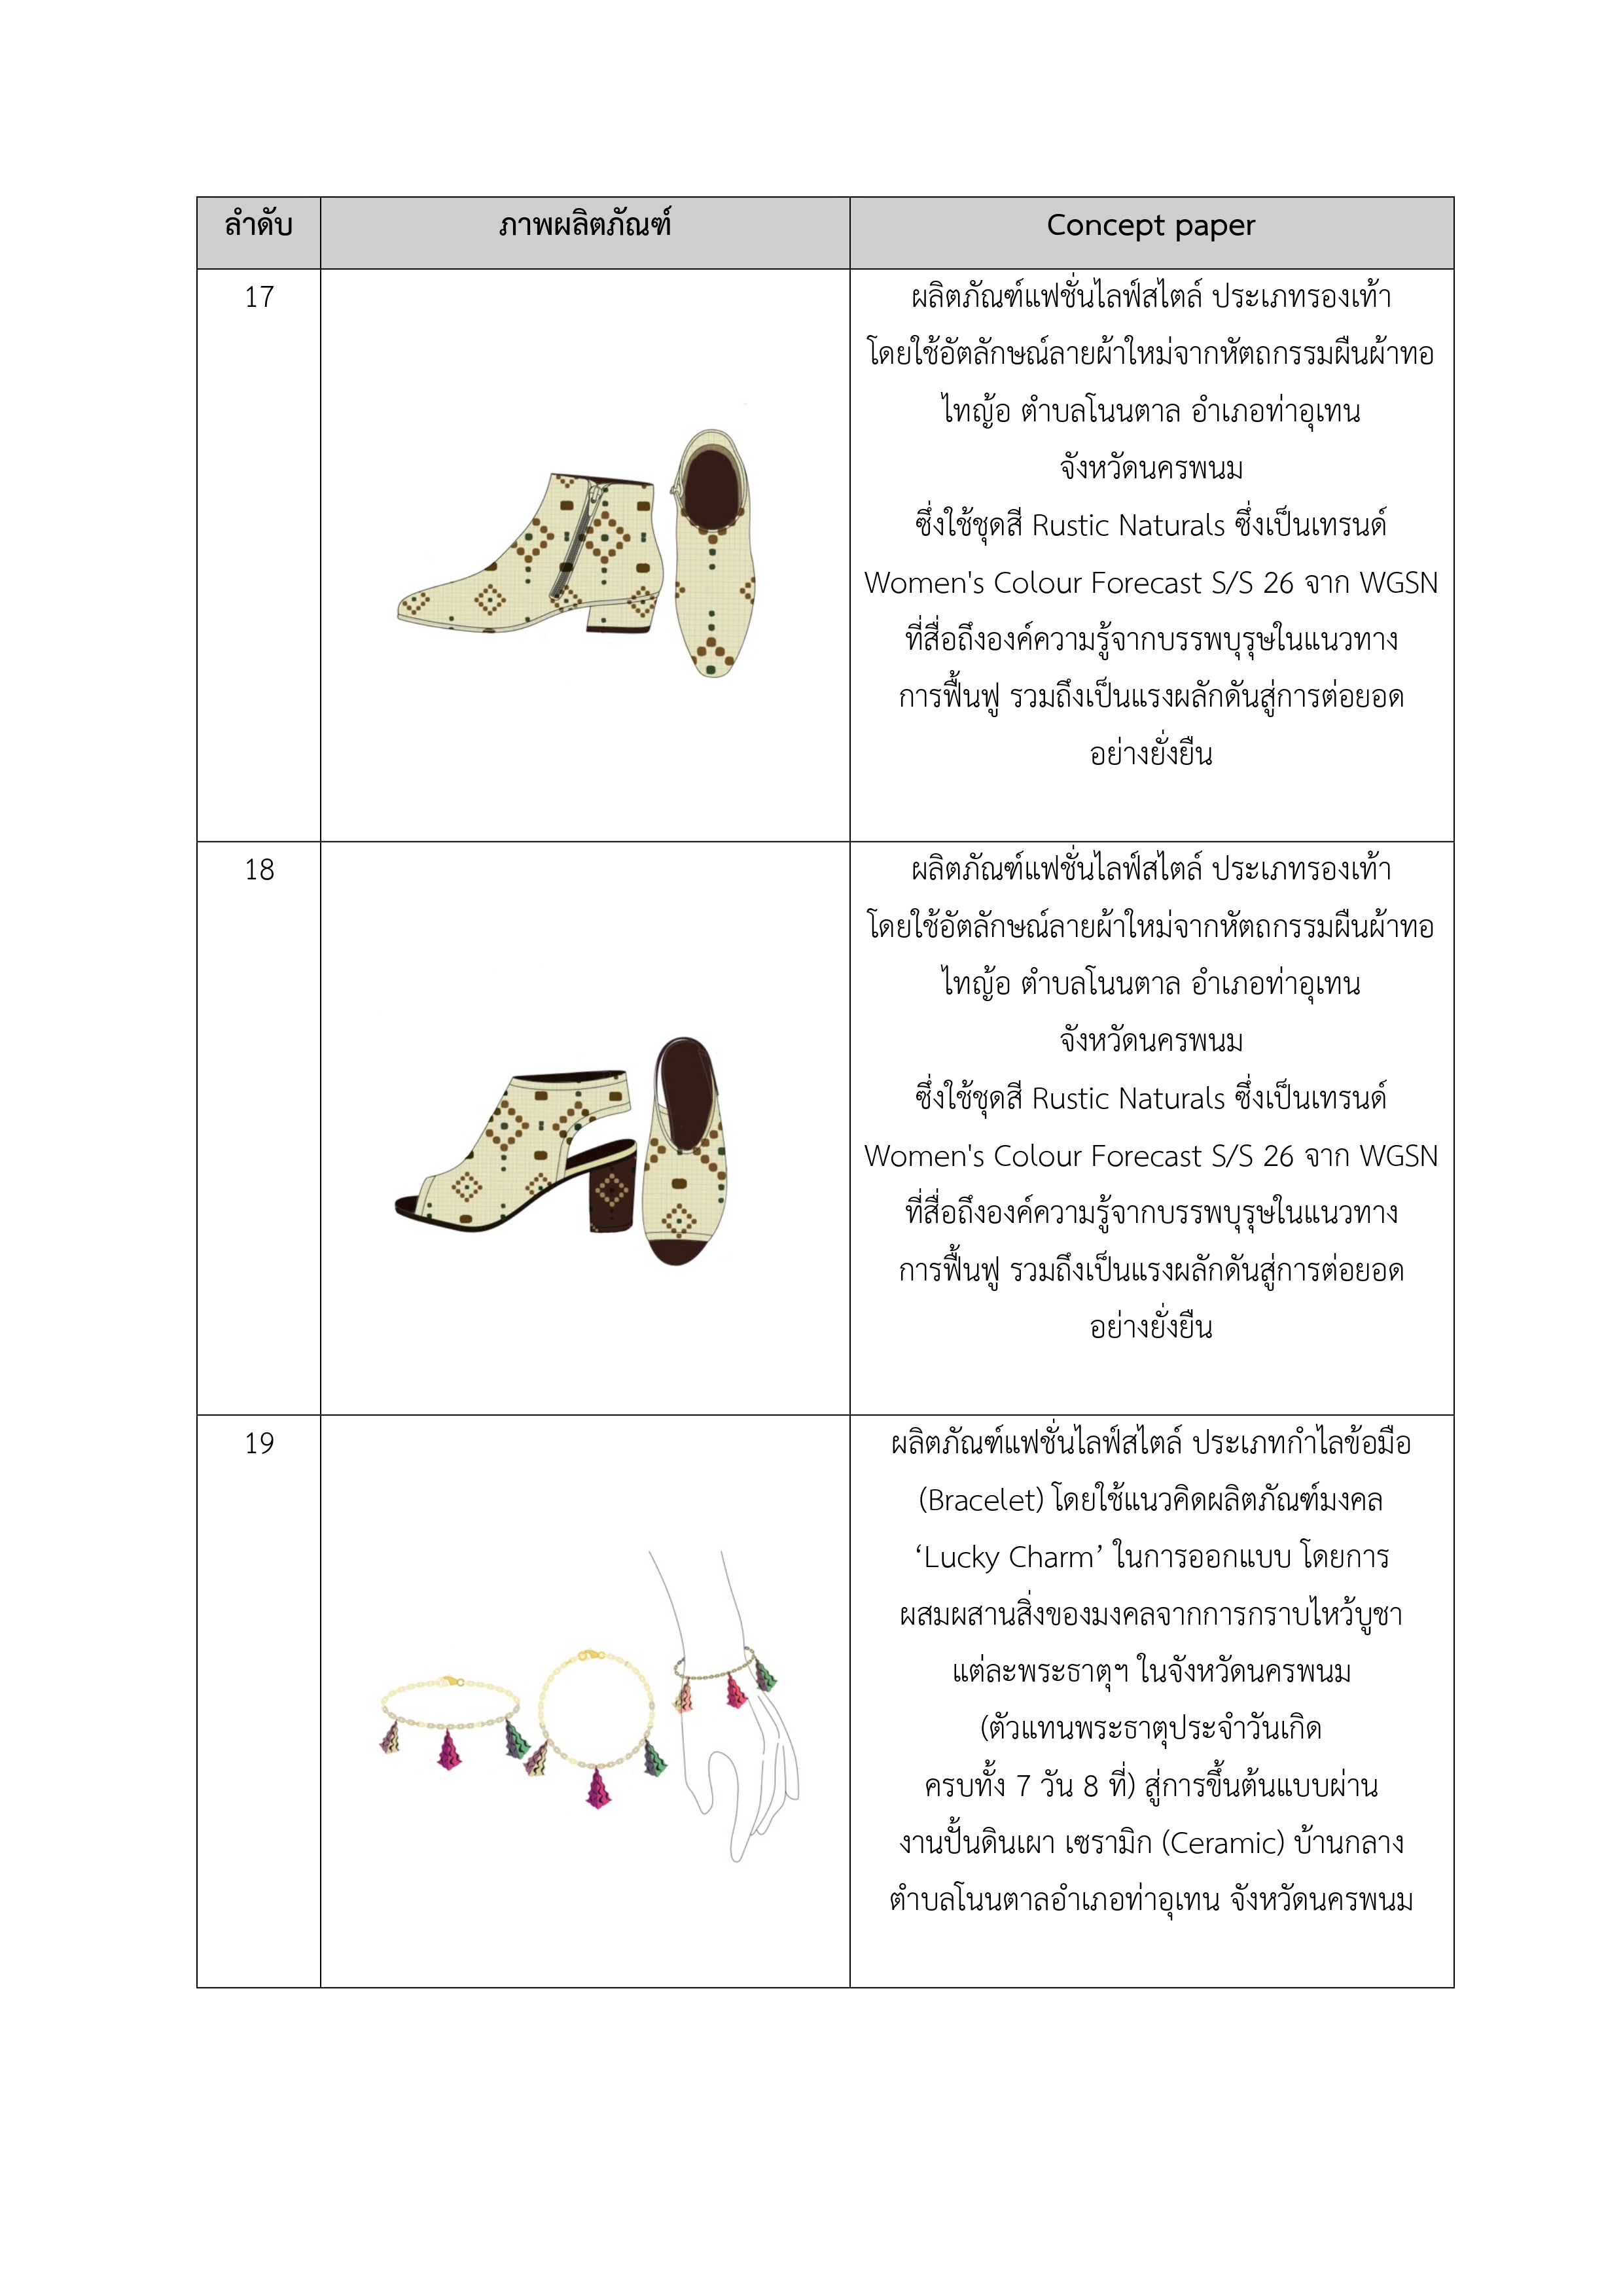 ลำดับ
ภาพผลิตภัณฑ์
Concept paper
17
ผลิตภัณฑ์แฟชั่นไลฟ์สไตล์ ประเภทรองเท้า
โดยใช้อัตลักษณ์ลายผ้าใหม่จากหัตถกรรมผืนผ้าทอ
ไทญ้อ ตำบลโนนตาล อำเภอท่าอุเทน
จังหวัดนครพนม
ซึ่งใช้ชุดสี Rustic Naturals ซึ่งเป็นเทรนด์
Women's Colour Forecast S/S 26 จาก WGSN
ที่สื่อถึงองค์ความรู้จากบรรพบุรุษในแนวทาง
การฟื้นฟู รวมถึงเป็นแรงผลักดันสู่การต่อยอด
อย่างยั่งยืน
18
ผลิตภัณฑ์แฟชั่นไลฟ์สไตล์ ประเภทรองเท้า
โดยใช้อัตลักษณ์ลายผ้าใหม่จากหัตถกรรมผืนผ้าทอ
ไทญ้อ ตำบลโนนตาล อำเภอท่าอุเทน
จังหวัดนครพนม
ซึ่งใช้ชุดสี Rustic Naturals ซึ่งเป็นเทรนด์
Women's Colour Forecast S/S 26 จาก WGSN
ที่สื่อถึงองค์ความรู้จากบรรพบุรุษในแนวทาง
การฟื้นฟู รวมถึงเป็นแรงผลักดันสู่การต่อยอด
อย่างยั่งยืน
19
ผลิตภัณฑ์แฟชั่นไลฟ์สไตล์ ประเภทกำไลข้อมือ
(Bracelet) โดยใช้แนวคิดผลิตภัณฑ์มงคล
‘Lucky Charm’ ในการออกแบบ โดยการ
ผสมผสานสิ่งของมงคลจากการกราบไหว้บูชา
แต่ละพระธาตุฯ ในจังหวัดนครพนม
(ตัวแทนพระธาตุประจำวันเกิด
ครบทั้ง 7 วัน 8 ที่) สู่การขึ้นต้นแบบผ่าน
งานปั้นดินเผา เซรามิก (Ceramic) บ้านกลาง
ตำบลโนนตาลอำเภอท่าอุเทน จังหวัดนครพนม